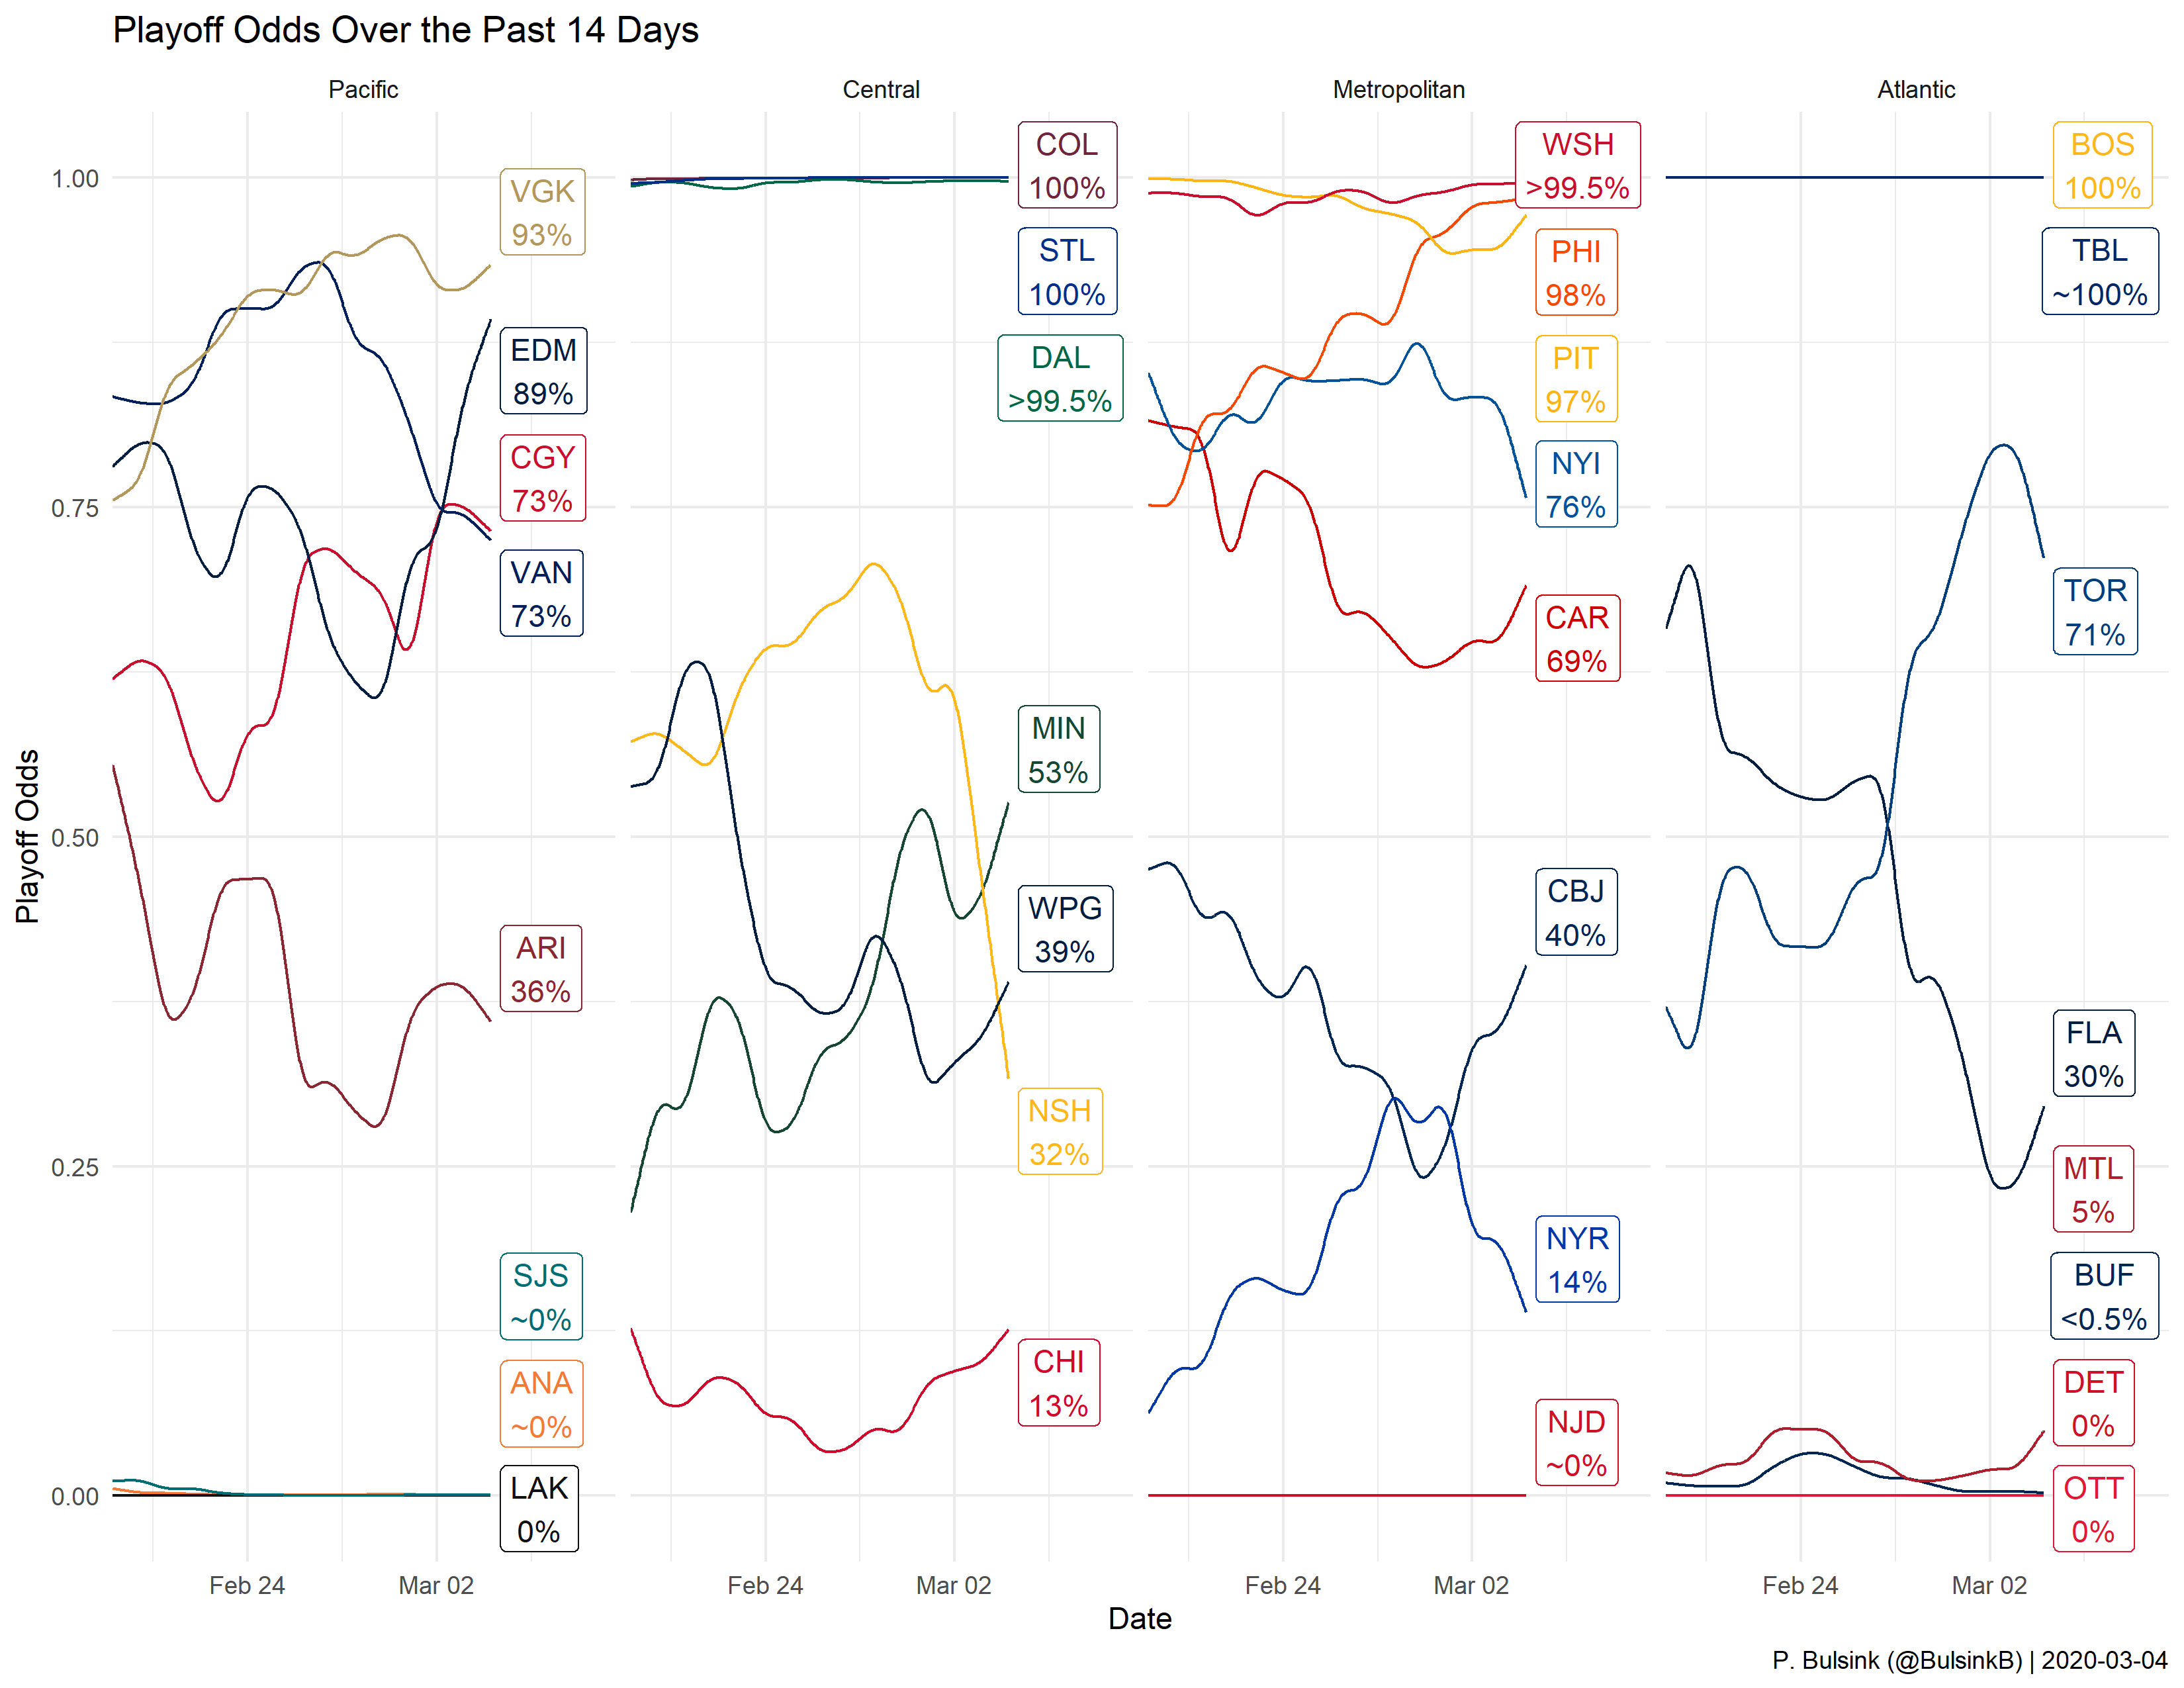 Playoff Odds Over the Past 14 Days
Pacific
Central
Metropolitan
Atlantic
Playoff Odds
1.00
0.75
0.50
0.25
0.00
VGK
93%
EDM
89%
CGY
73%
VAN
73%
ARI
36%
SJS
~0%
ANA
~0%
LAK
0%
COL
100%
STL
100%
DAL
>99.5%
MIN
53%
WPG
39%
NSH
32%
CHI
13%
WSH
>99.5%
PHI
98%
PIT
97%
NYI
76%
CAR
69%
CBJ
40%
NYR
14%
NJD
~0%
BOS
100%
TBL
~100%
TOR
71%
FLA
30%
MTL
5%
BUF
<0.5%
DET
0%
OTT
0%
Feb 24
Mar 02
Feb 24
Mar 02
Feb 24
Mar 02
Feb 24
Mar 02
Date
P. Bulsink (@BulsinkB) | 2020-03-04